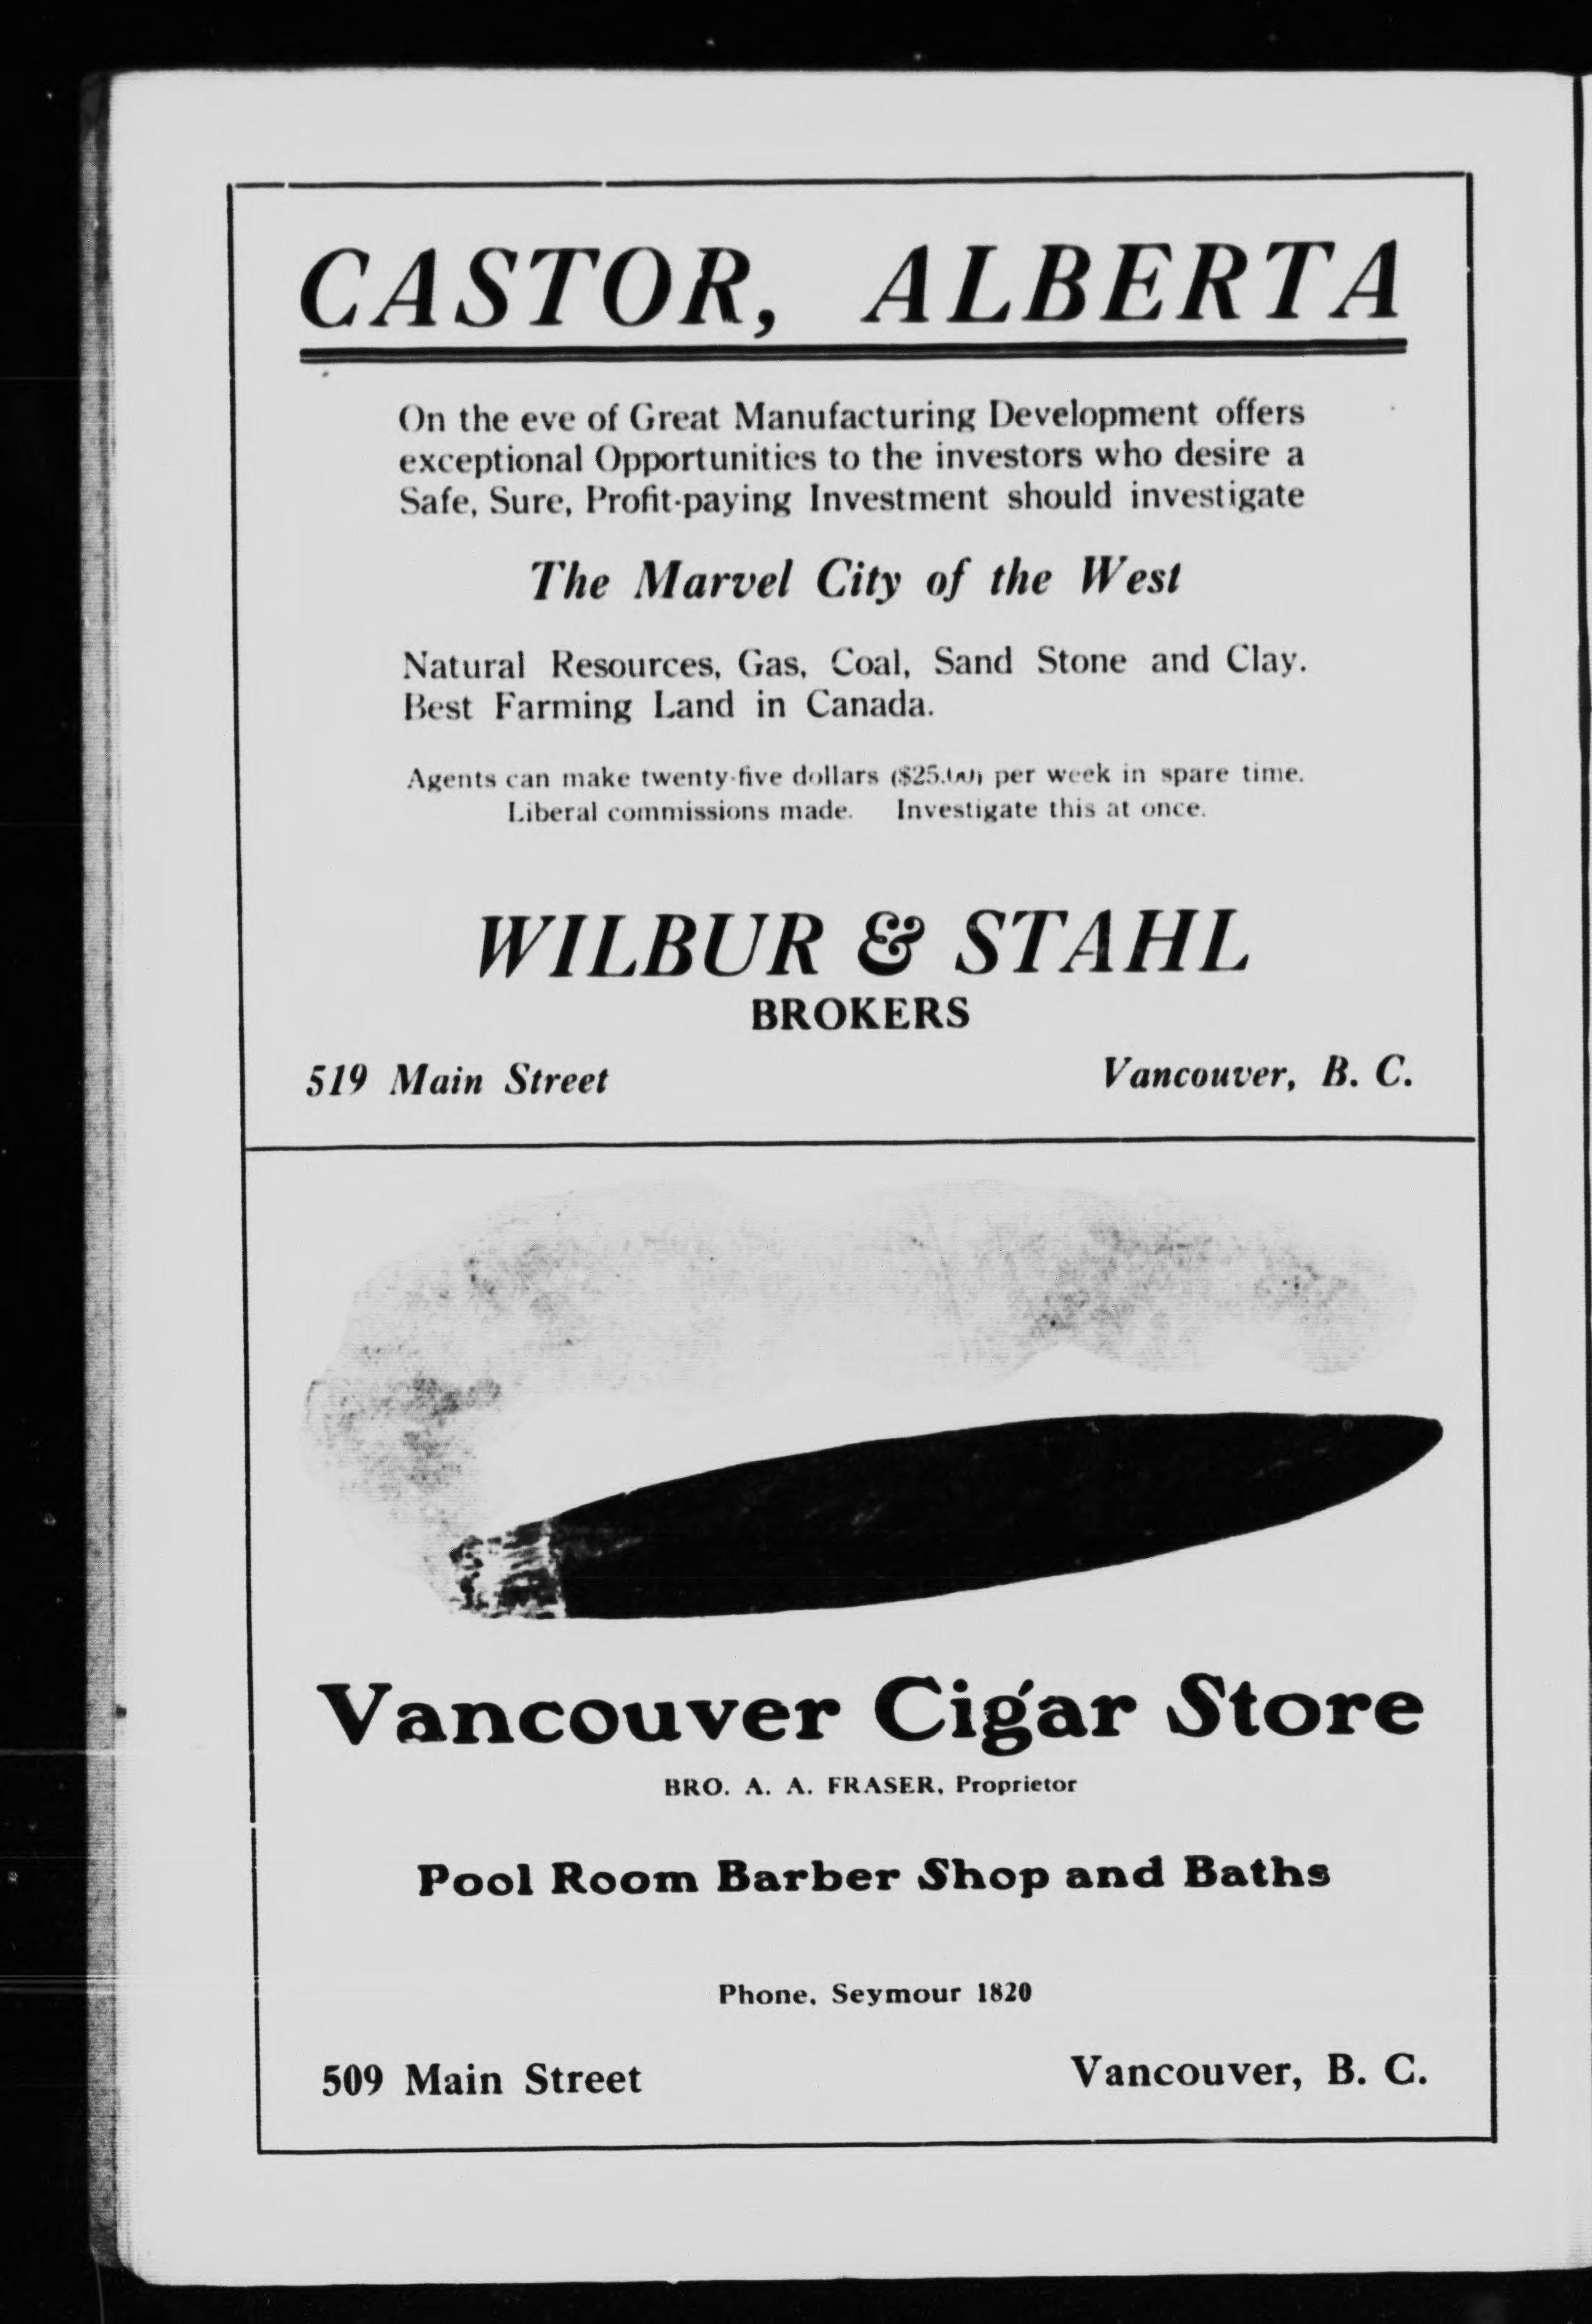 CASTOR, ALBERTA
On the eve of Great Manufacturing Development offers
exceptional Opportunities to the investors who desire a
Safe, Sure, Profit-paying Investment should investigate
The Marvel City of the West
Natural Resources, Gas, Coal, Sand Stone and Clay.
Best Farming Land in Canada.
Agents can make twenty-five dollars ($25.00) per week in spare time.
Liberal commissions made. Investigate this at once.
WILBUR & STAHL
BROKERS
519 Main Street Vancouver, B. C.
Vancouver Cigar Store
BRO. A. A. FRASER, Proprietor
Pool Room Barber Shop and Baths
Phone, Seymour 1820
509 Main Street Vancouver, B. C.